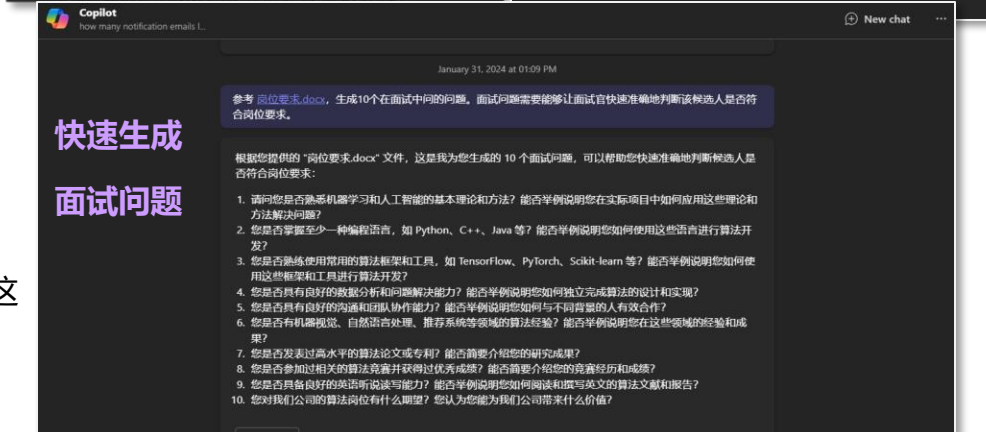 Copilot
how many notification emails I...
New chat
January 31, 2024 at 01:09 PM
参考 岗位要求.docx，生成10个在面试中问的问题。面试问题需要能够让面试官快速准确地判断该候选人是否符
合岗位要求。
快速生成
面试问题
根据您提供的 "岗位要求.docx" 文件，这是我为您生成的 10 个面试问题，可以帮助您快速准确地判断候选人是
否符合岗位要求：
1. 请问您是否熟悉机器学习和人工智能的基本理论和方法？能否举例说明您在实际项目中如何应用这些理论和
方法解决问题？
2. 您是否掌握至少一种编程语言，如 Python、C++、Java 等？能否举例说明您如何使用这些语言进行算法开
发？
3. 您是否熟练使用常用的算法框架和工具，如 TensorFlow、PyTorch、Scikit-learn 等？能否举例说明您如何使
用这些框架和工具进行算法开发？
4. 您是否具有良好的数据分析和问题解决能力？能否举例说明您如何独立完成算法的设计和实现？
5. 您是否具有良好的沟通和团队协作能力？能否举例说明您如何与不同背景的人有效合作？
6. 您是否有机器视觉、自然语言处理、推荐系统等领域的算法经验？能否举例说明您在这些领域的经验和成
果？
7. 您是否发表过高水平的算法论文或专利？能否简要介绍您的研究成果？
8. 您是否参加过相关的算法竞赛并获得过优秀成绩？能否简要介绍您的竞赛经历和成绩？
9. 您是否具备良好的英语听说读写能力？能否举例说明您如何阅读和撰写英文的算法文献和报告？
10. 您对我们公司的算法岗位有什么期望？您认为您能为我们公司带来什么价值？
这